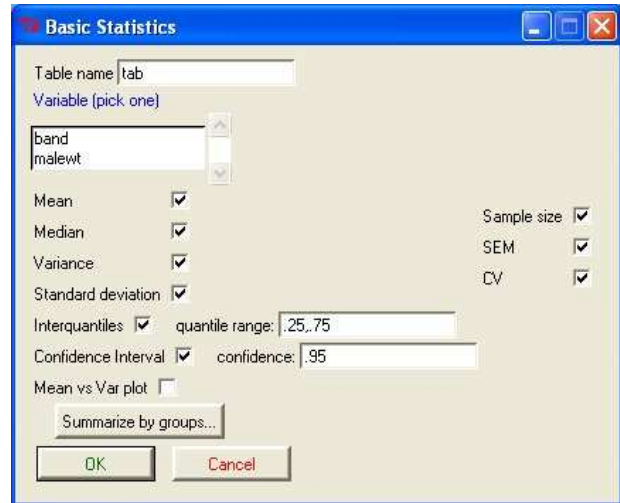 Basic Statistics
Table name tab
Variable (pick one)
band
malewt
Mean
Median
Variance
Standard deviation
Sample size
SEM
CV
Interquantiles quantile range: .25,.75
Confidence Interval confidence: .95
Mean vs Var plot
Summarize by groups...
OK Cancel